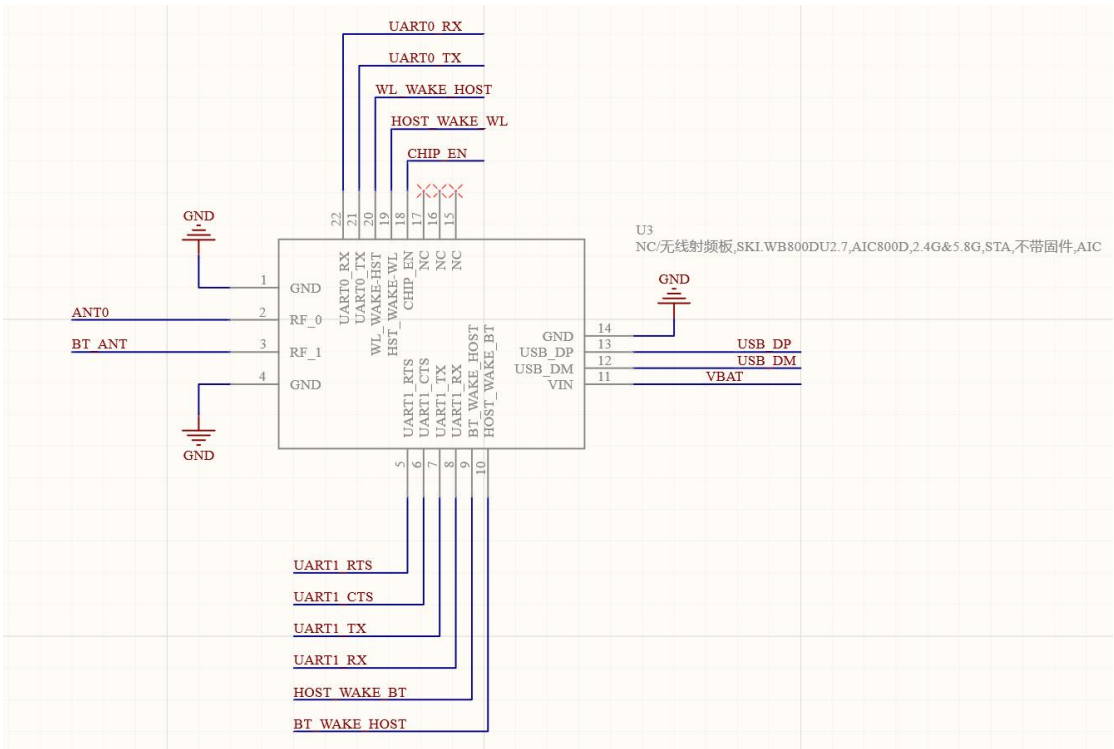 UART0_RX
UART0_TX
WL_WAKE_HOST
HOST_WAKE_WL
CHIP_EN
22
21
20
19
18
17
16
15
UART0_RX
UART0_TX
WL_WAKE-HST
HST_WAKE-WL
CHIP_EN
NC
NC
NC
U3
NC/无线射频板,SKI.WB800DU2.7,AIC800D,2.4G&5.8G,STA,不带固件,AIC
GND
1 GND
ANT0 2 RF_0
BT_ANT 3 RF_1
4 GND
GND
GND
GND 14
USB_DP 13 USB_DP
USB_DM 12 USB_DM
VIN 11 VBAT
UART1_RTS
UART1_CTS
UART1_TX
UART1_RX
BT_WAKE_HOST
HOST_WAKE_BT
5
6
7
8
9
10
UART1_RTS
UART1_CTS
UART1_TX
UART1_RX
HOST_WAKE_BT
BT_WAKE_HOST